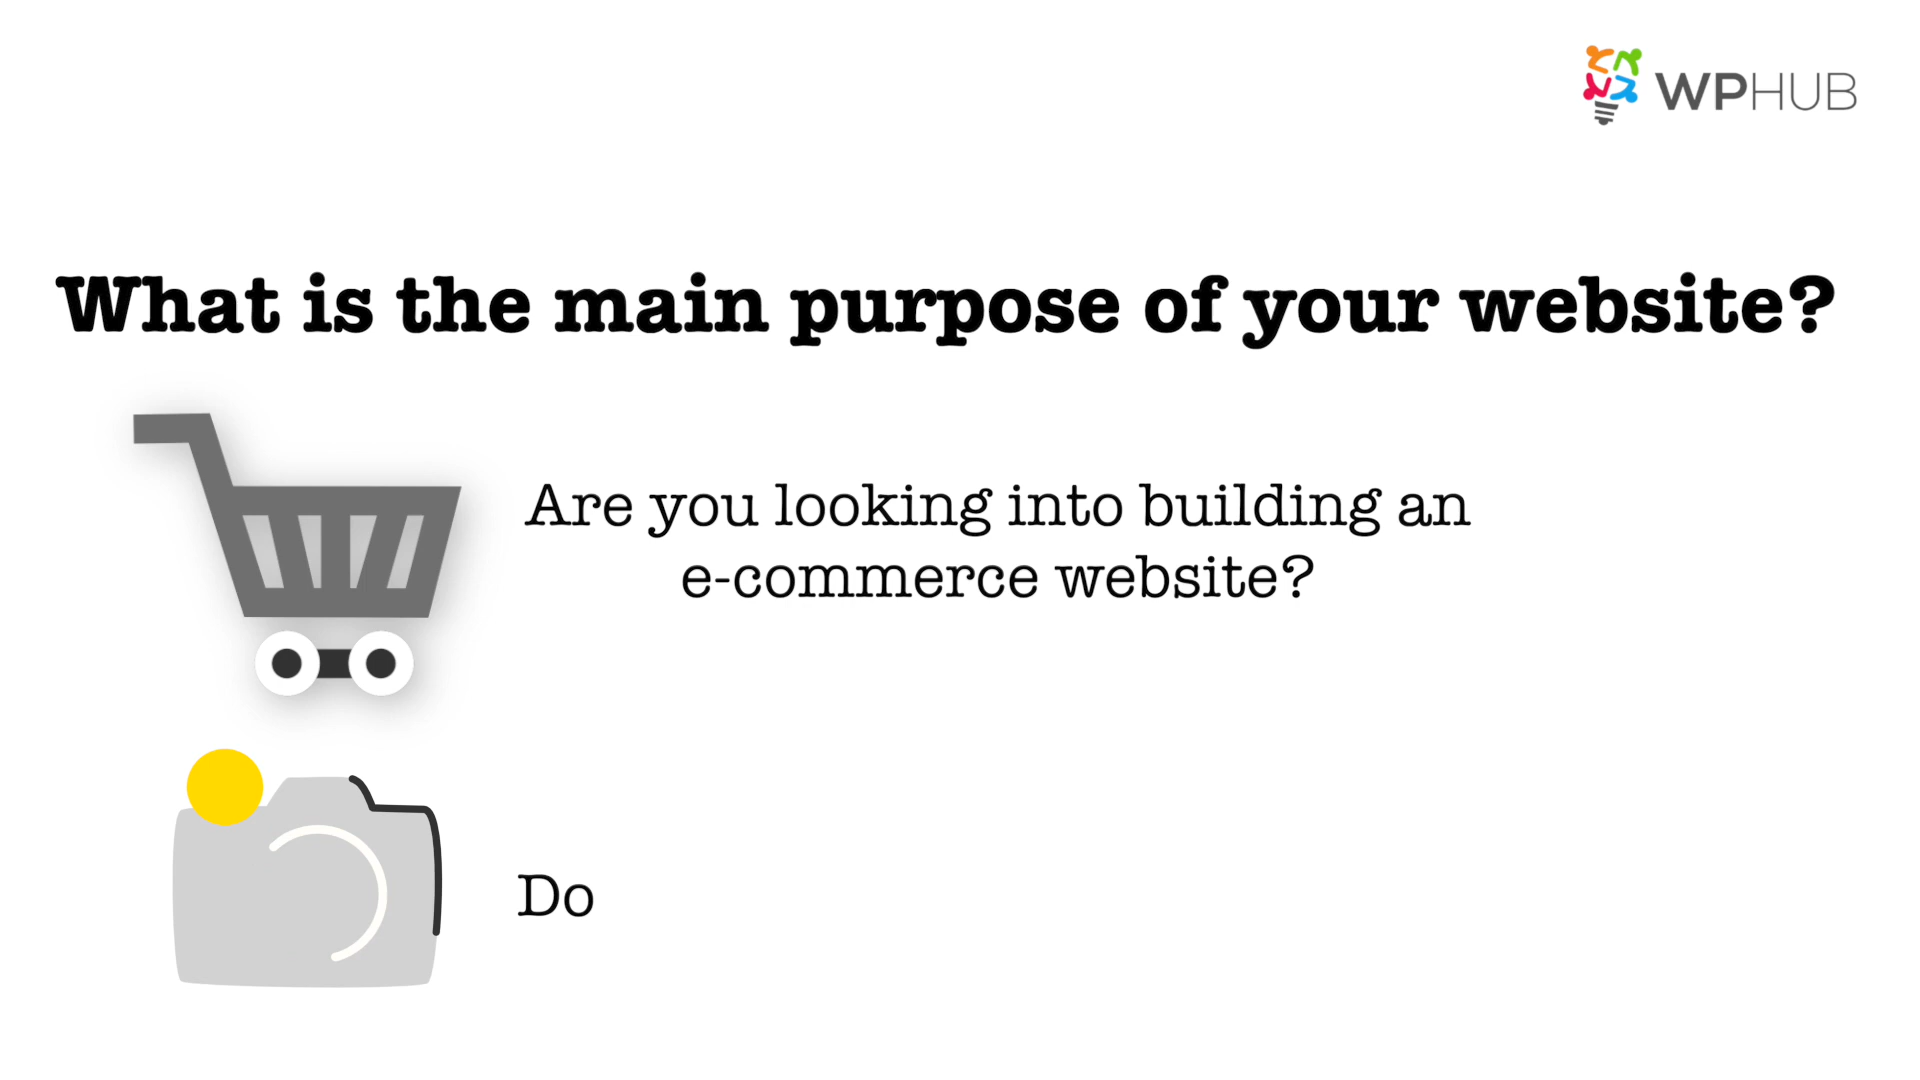 WPHUB
What is the main purpose of your website?
Are you looking into building an
e-commerce website?
Do